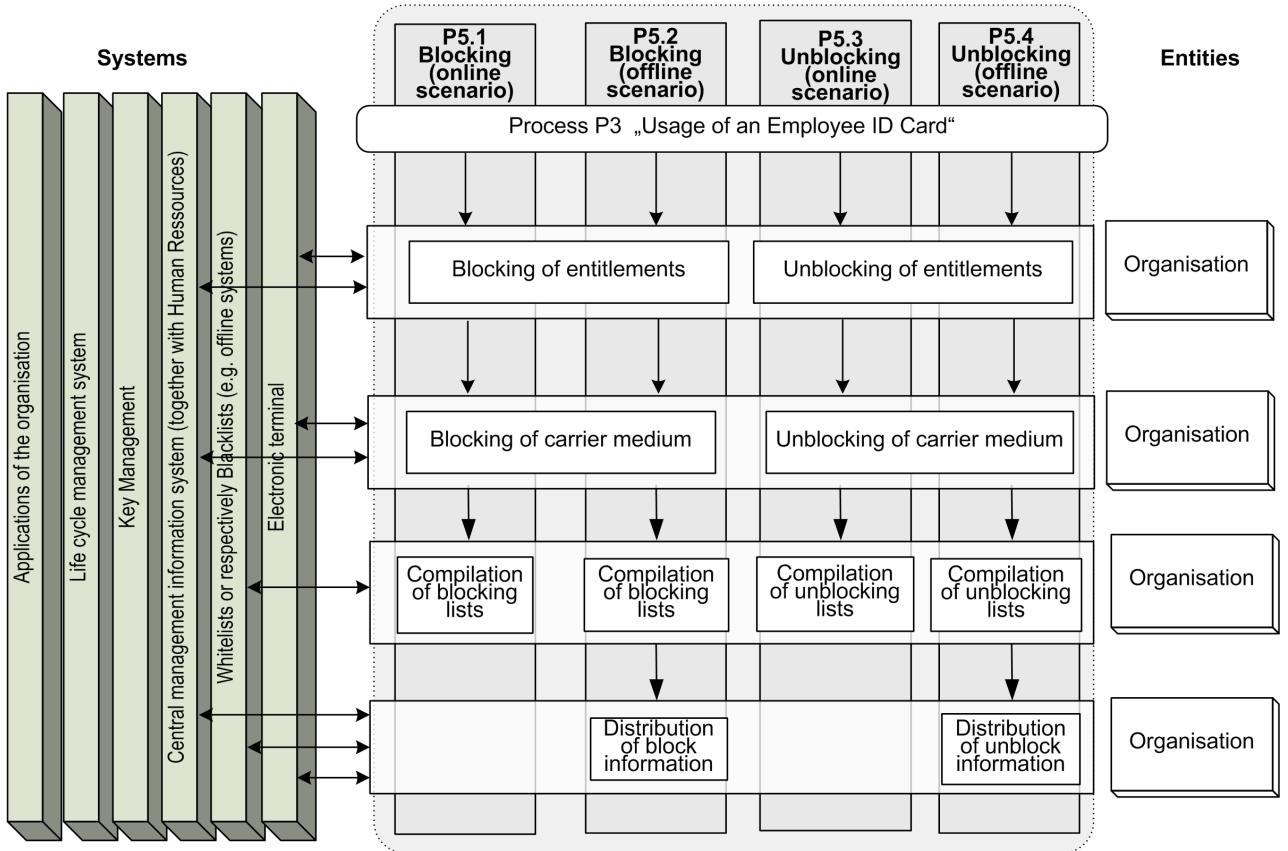 Systems
P5.1
Blocking
(online
scenario)
P5.2
Blocking
(offline
scenario)
P5.3
Unblocking
(online
scenario)
P5.4
Unblocking
(offline
scenario)
Entities
Process P3 „Usage of an Employee ID Card“
Applications of the organisation
Life cycle management system
Key Management
Central management information system (together with Human Ressources)
Whitelists or respectively Blacklists (e.g. offline systems)
Electronic terminal
Blocking of entitlements
Unblocking of entitlements
Organisation
Blocking of carrier medium
Unblocking of carrier medium
Organisation
Compilation
of blocking
lists
Compilation
of blocking
lists
Compilation
of unblocking
lists
Compilation
of unblocking
lists
Organisation
Distribution
of block
information
Distribution
of unblock
information
Organisation